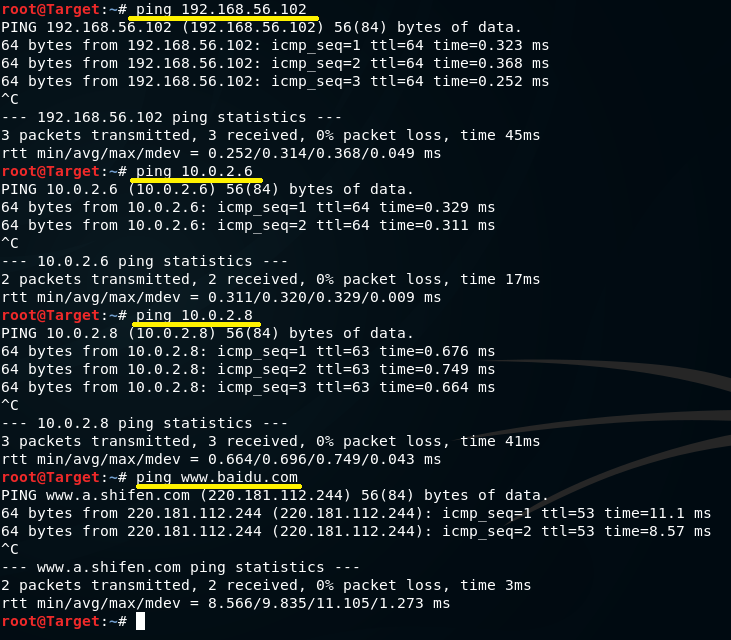 root@Target:~# ping 192.168.56.102
PING 192.168.56.102 (192.168.56.102) 56(84) bytes of data.
64 bytes from 192.168.56.102: icmp_seq=1 ttl=64 time=0.323 ms
64 bytes from 192.168.56.102: icmp_seq=2 ttl=64 time=0.368 ms
64 bytes from 192.168.56.102: icmp_seq=3 ttl=64 time=0.252 ms
^C
--- 192.168.56.102 ping statistics ---
3 packets transmitted, 3 received, 0% packet loss, time 45ms
rtt min/avg/max/mdev = 0.252/0.314/0.368/0.049 ms
root@Target:~# ping 10.0.2.6
PING 10.0.2.6 (10.0.2.6) 56(84) bytes of data.
64 bytes from 10.0.2.6: icmp_seq=1 ttl=64 time=0.329 ms
64 bytes from 10.0.2.6: icmp_seq=2 ttl=64 time=0.311 ms
^C
--- 10.0.2.6 ping statistics ---
2 packets transmitted, 2 received, 0% packet loss, time 17ms
rtt min/avg/max/mdev = 0.311/0.320/0.329/0.009 ms
root@Target:~# ping 10.0.2.8
PING 10.0.2.8 (10.0.2.8) 56(84) bytes of data.
64 bytes from 10.0.2.8: icmp_seq=1 ttl=63 time=0.676 ms
64 bytes from 10.0.2.8: icmp_seq=2 ttl=63 time=0.749 ms
64 bytes from 10.0.2.8: icmp_seq=3 ttl=63 time=0.664 ms
^C
--- 10.0.2.8 ping statistics ---
3 packets transmitted, 3 received, 0% packet loss, time 41ms
rtt min/avg/max/mdev = 0.664/0.696/0.749/0.043 ms
root@Target:~# ping www.baidu.com
PING www.a.shifen.com (220.181.112.244) 56(84) bytes of data.
64 bytes from 220.181.112.244 (220.181.112.244): icmp_seq=1 ttl=53 time=11.1 ms
64 bytes from 220.181.112.244 (220.181.112.244): icmp_seq=2 ttl=53 time=8.57 ms
^C
--- www.a.shifen.com ping statistics ---
2 packets transmitted, 2 received, 0% packet loss, time 3ms
rtt min/avg/max/mdev = 8.566/9.835/11.105/1.273 ms
root@Target:~#